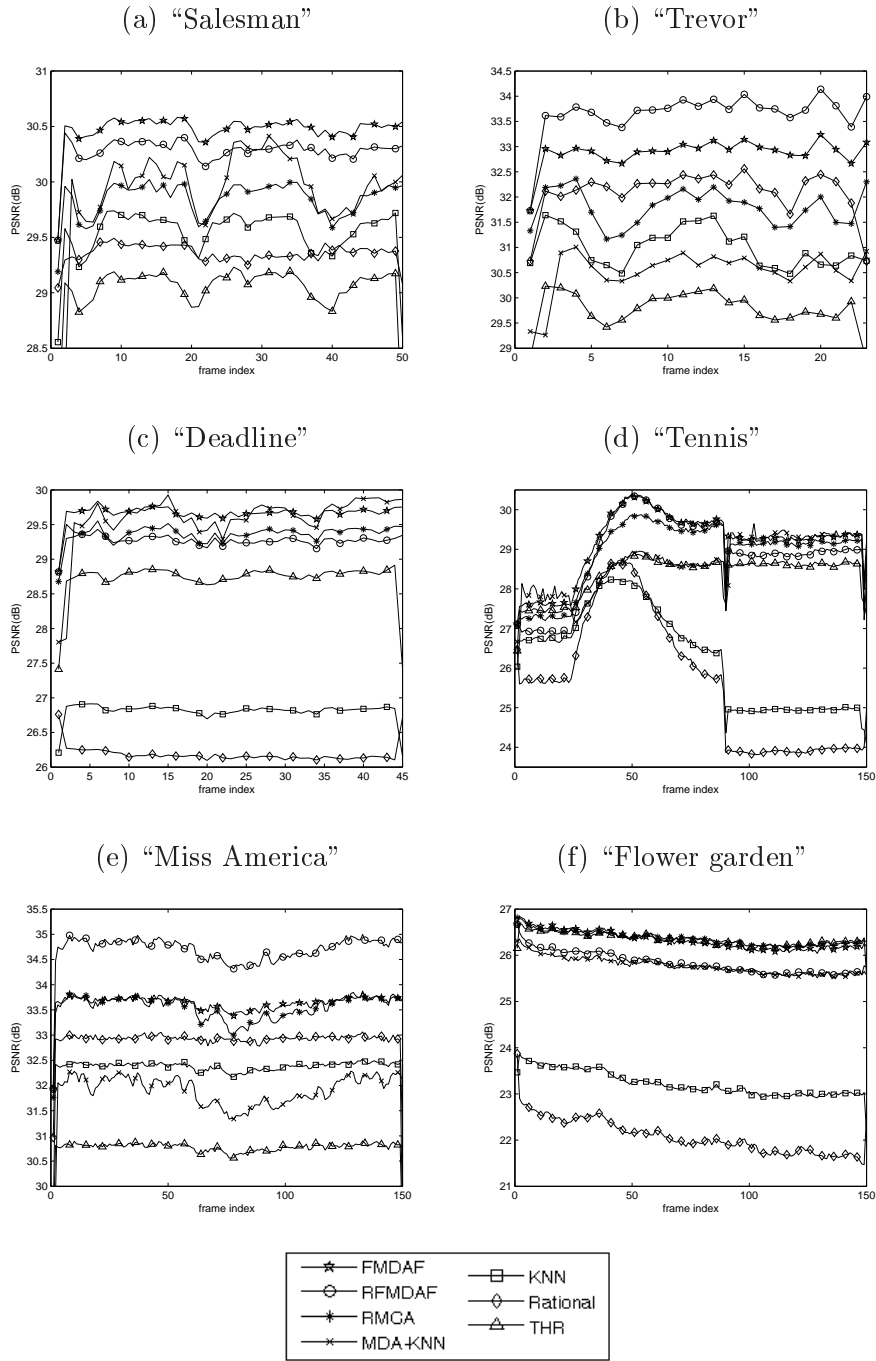 (a) “Salesman”
(b) “Trevor”
31
30.5
30
29.5
29
28.5
PSNR(dB)
0 10 20 30 40 50
frame index
34.5
34
33.5
33
32.5
32
31.5
31
30.5
30
29.5
29
PSNR(dB)
0 5 10 15 20
frame index
(c) “Deadline”
(d) “Tennis”
30
29.5
29
28.5
28
27.5
27
26.5
26
PSNR(dB)
0 5 10 15 20 25 30 35 40 45
frame index
30
29
28
27
26
25
24
PSNR(dB)
0 50 100 150
frame index
(e) “Miss America”
(f) “Flower garden”
35.5
35
34.5
34
33.5
33
32.5
32
31.5
31
30.5
30
PSNR(dB)
0 50 100 150
frame index
27
26
25
24
23
22
21
PSNR(dB)
0 50 100 150
frame index
FMDAF
RFMDAF
RMCA
MDA-KNN
KNN
Rational
THR